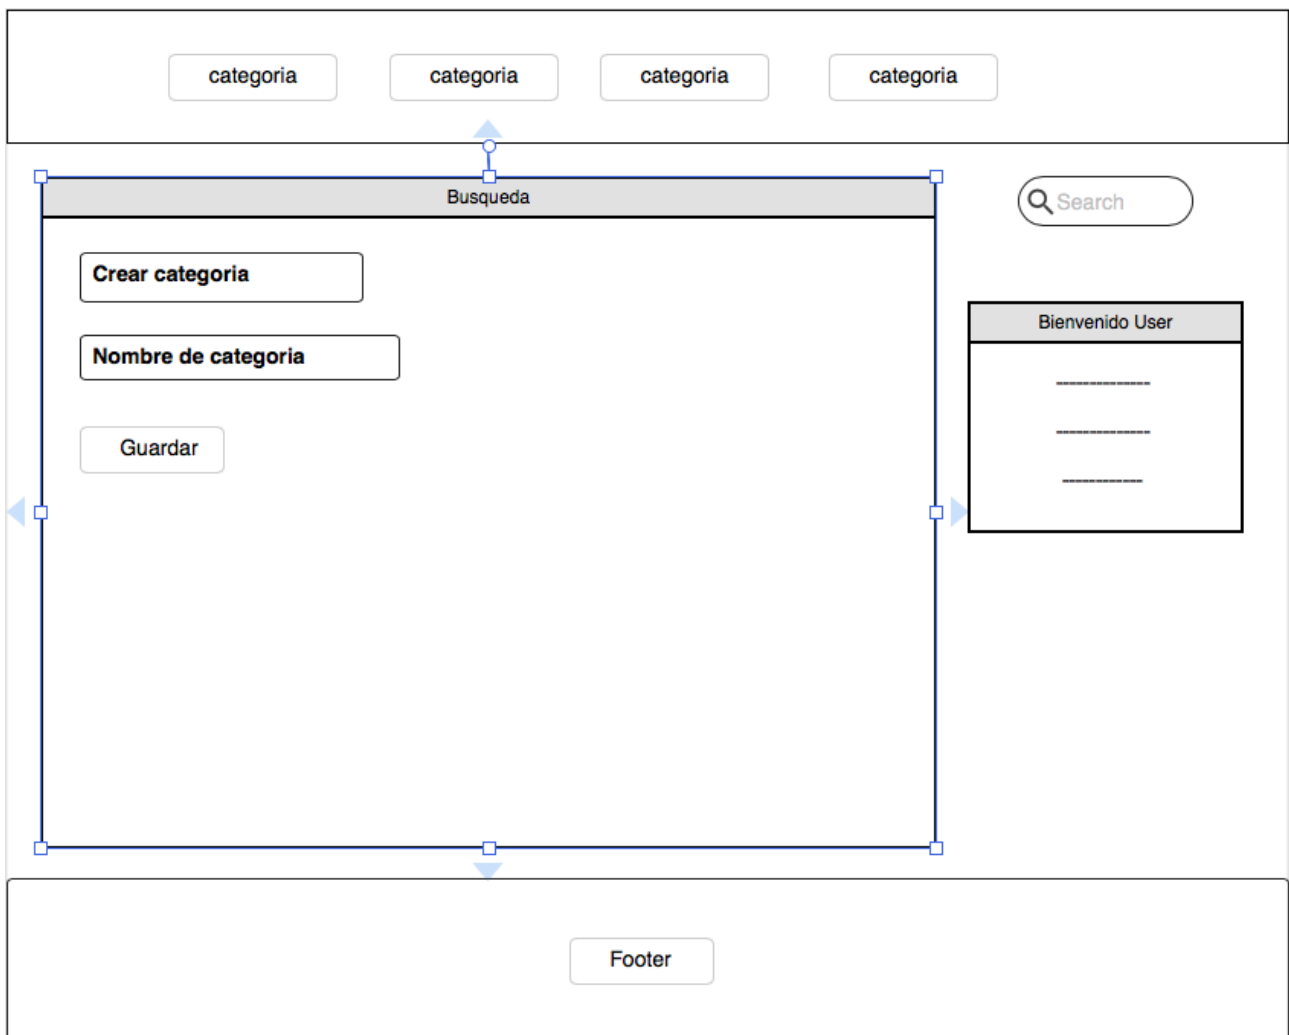 categoria
categoria
categoria
categoria
Busqueda
Search
Crear categoria
Bienvenido User
Nombre de categoria
---------------
---------------
Guardar
-------------
Footer